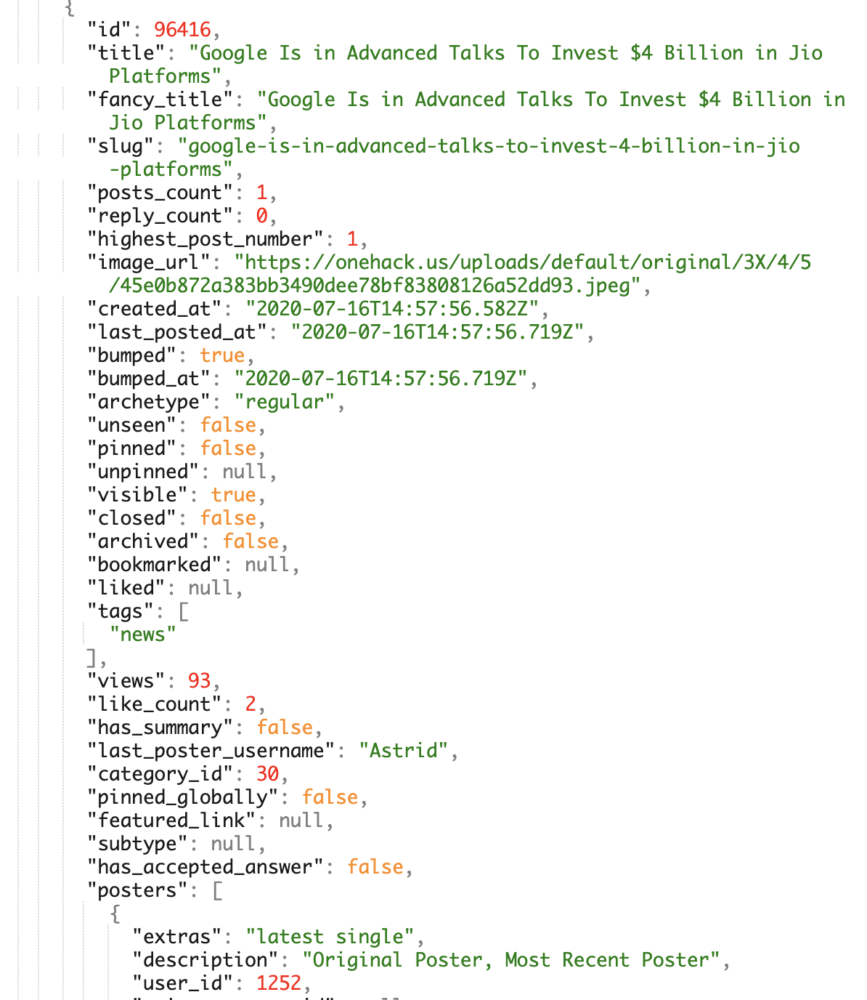 {
"id": 96416,
"title": "Google Is in Advanced Talks To Invest $4 Billion in Jio
Platforms",
"fancy_title": "Google Is in Advanced Talks To Invest $4 Billion in
Jio Platforms",
"slug": "google-is-in-advanced-talks-to-invest-4-billion-in-jio
-platforms",
"posts_count": 1,
"reply_count": 0,
"highest_post_number": 1,
"image_url": "https://onehack.us/uploads/default/original/3X/4/5
/45e0b872a383bb3490dee78bf83808126a52dd93.jpeg",
"created_at": "2020-07-16T14:57:56.582Z",
"last_posted_at": "2020-07-16T14:57:56.719Z",
"bumped": true,
"bumped_at": "2020-07-16T14:57:56.719Z",
"archetype": "regular",
"unseen": false,
"pinned": false,
"unpinned": null,
"visible": true,
"closed": false,
"archived": false,
"bookmarked": null,
"liked": null,
"tags": [
"news"
],
"views": 93,
"like_count": 2,
"has_summary": false,
"last_poster_username": "Astrid",
"category_id": 30,
"pinned_globally": false,
"featured_link": null,
"subtype": null,
"has_accepted_answer": false,
"posters": [
{
"extras": "latest single",
"description": "Original Poster, Most Recent Poster",
"user_id": 1252,